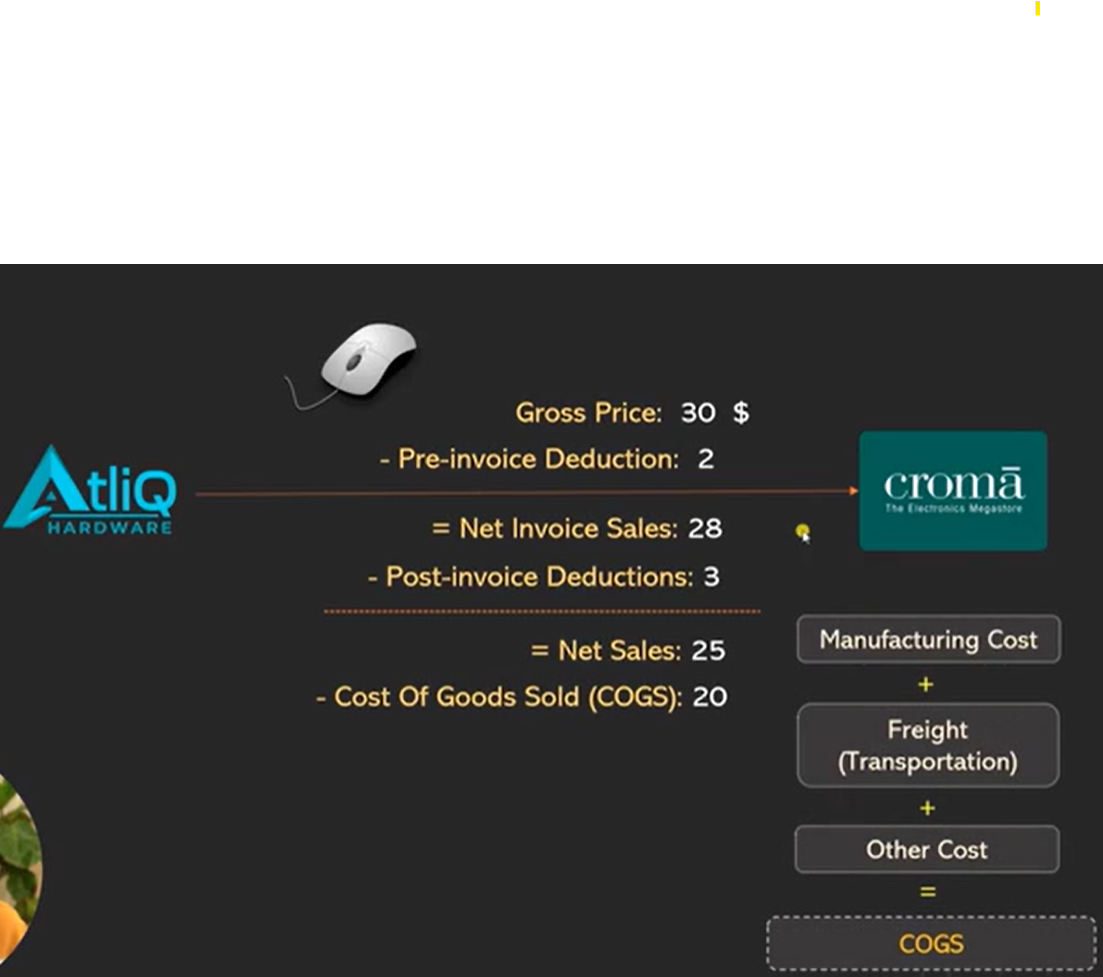 Gross Price: 30 $
- Pre-invoice Deduction: 2
AtliQ
HARDWARE
cromā
The Electronics Megastore
= Net Invoice Sales: 28
- Post-invoice Deductions: 3
= Net Sales: 25
- Cost Of Goods Sold (COGS): 20
Manufacturing Cost
+
Freight
(Transportation)
+
Other Cost
=
COGS